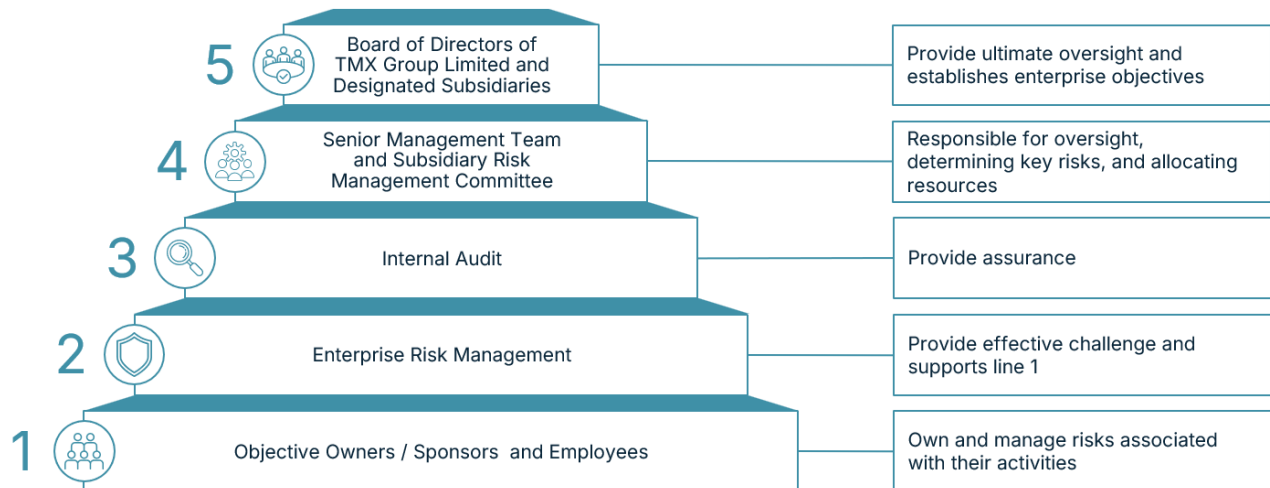 5
Board of Directors of
TMX Group Limited and
Designated Subsidiaries
Provide ultimate oversight and
establishes enterprise objectives
4
Senior Management Team
and Subsidiary Risk
Management Committee
Responsible for oversight,
determining key risks, and allocating
resources
3
Internal Audit
Provide assurance
2
Enterprise Risk Management
Provide effective challenge and
supports line 1
1
Objective Owners / Sponsors and Employees
Own and manage risks associated
with their activities